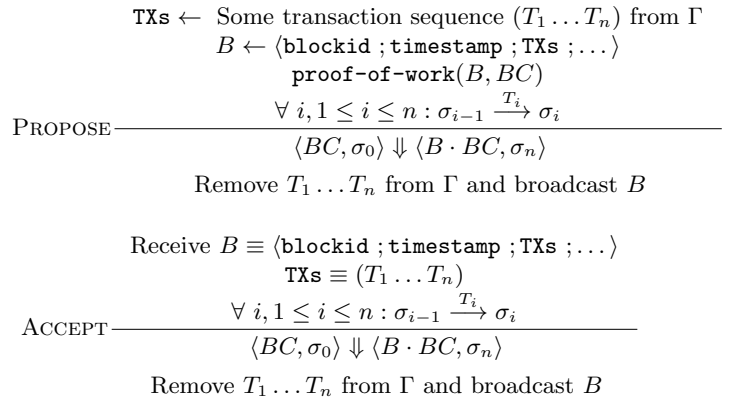 TXs ← Some transaction sequence (T₁ … Tₙ) from Γ
B ← ⟨blockid ; timestamp ; TXs ; …⟩
proof-of-work(B, BC)
∀ i, 1 ≤ i ≤ n : σᵢ₋₁ —Tᵢ→ σᵢ
PROPOSE
⟨BC, σ₀⟩ ⇓ ⟨B · BC, σₙ⟩
Remove T₁ … Tₙ from Γ and broadcast B
Receive B ≡ ⟨blockid ; timestamp ; TXs ; …⟩
TXs ≡ (T₁ … Tₙ)
∀ i, 1 ≤ i ≤ n : σᵢ₋₁ —Tᵢ→ σᵢ
ACCEPT
⟨BC, σ₀⟩ ⇓ ⟨B · BC, σₙ⟩
Remove T₁ … Tₙ from Γ and broadcast B